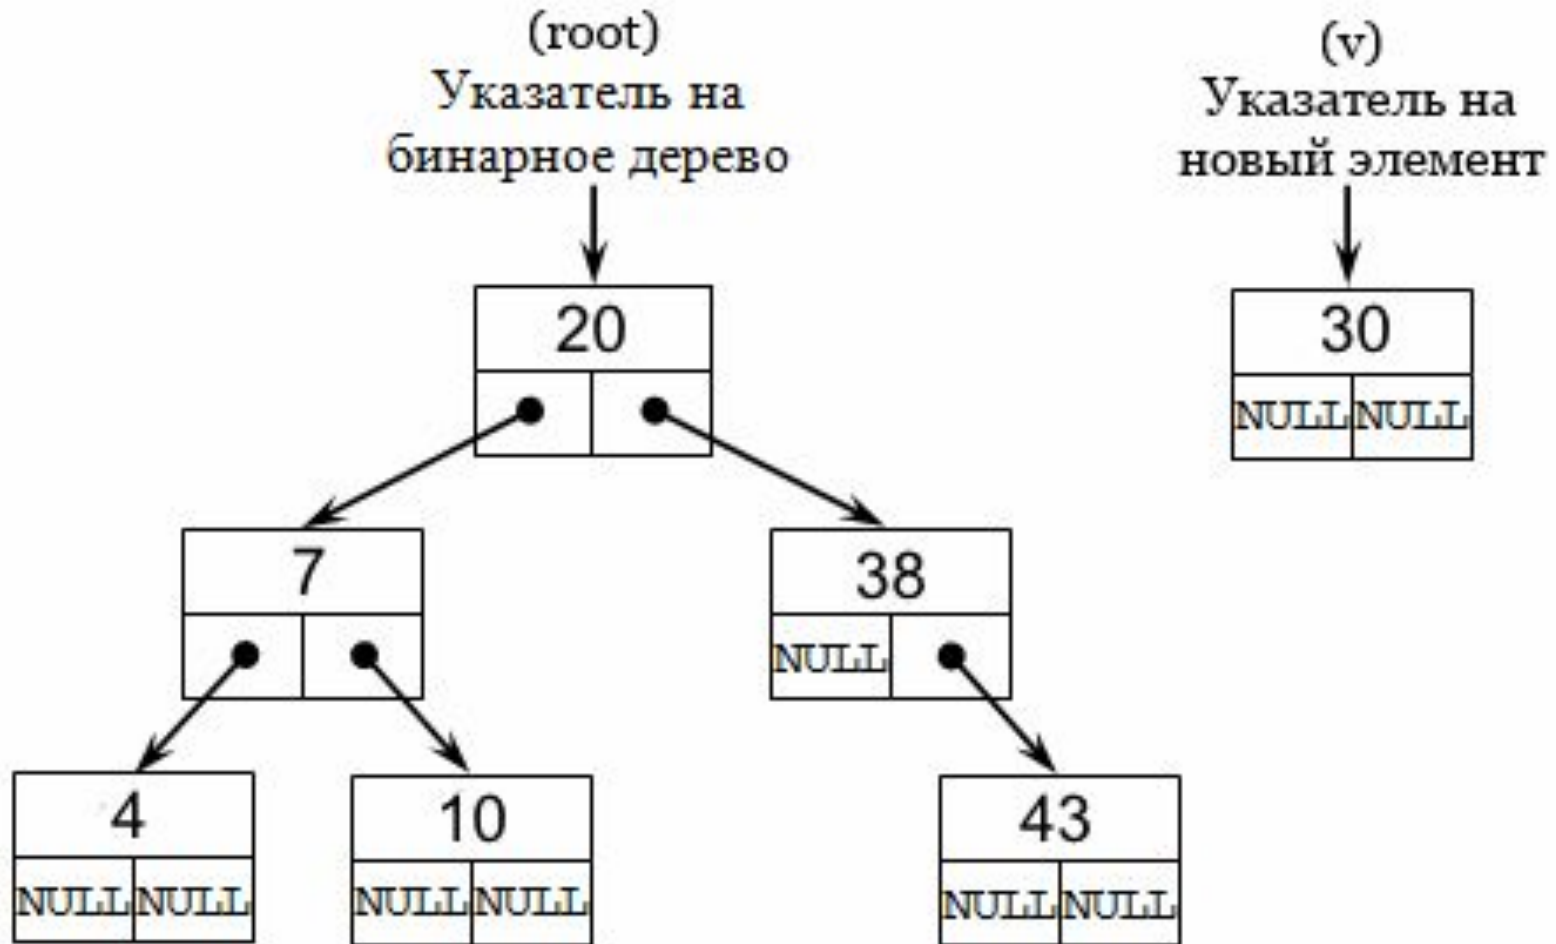 (root)
Указатель на
бинарное дерево
(v)
Указатель на
новый элемент
20
30
NULL NULL
7
38
NULL
4
10
43
NULL NULL
NULL NULL
NULL NULL